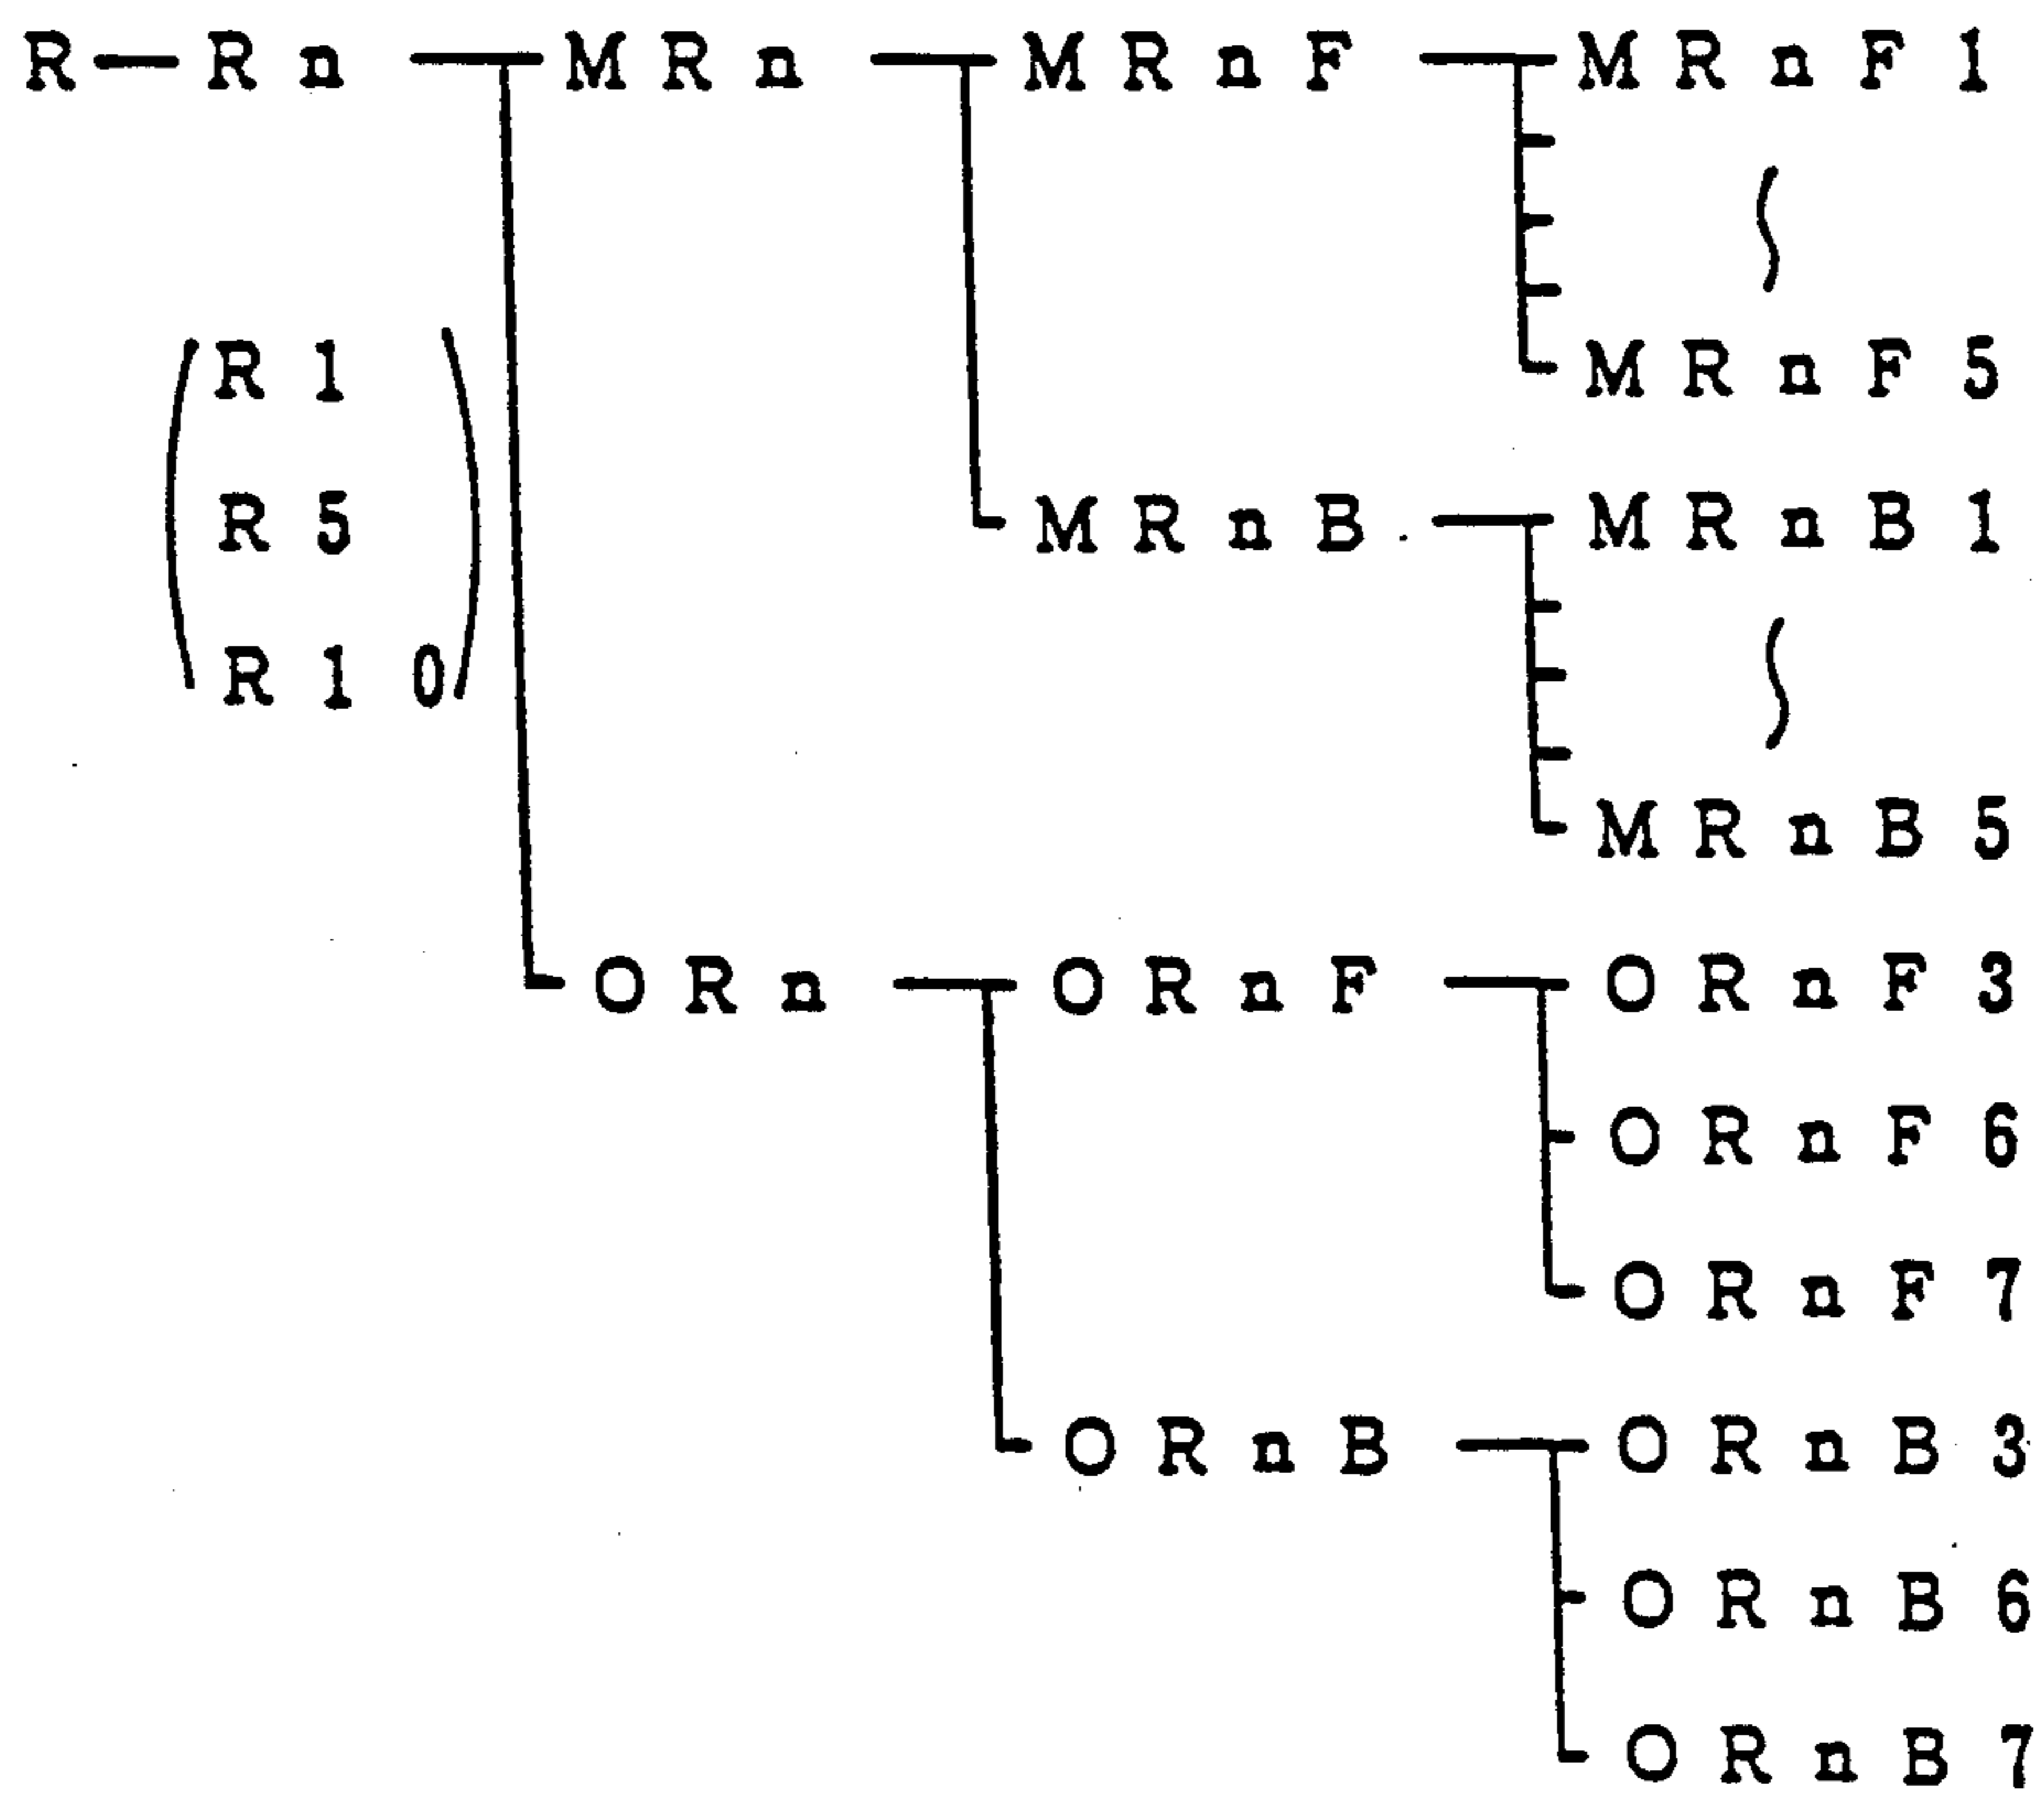 R Rn MRn MRnF MRnF1
R1 MRnF5
R5 MRnB MRnB1
R10
MRnB5
ORn ORnF ORnF3
ORnF6
ORnF7
ORnB ORnB3
ORnB6
ORnB7